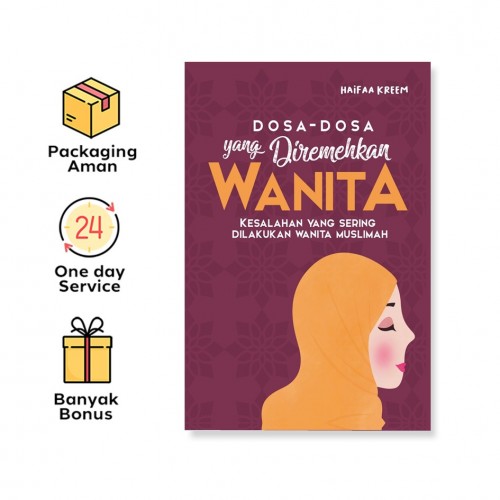 Packaging
Aman
24
One day
Service
Banyak
Bonus
HAIFAA KREEM
DOSA-DOSA
yang Diremehkan
WANITA
KESALAHAN YANG SERING
DILAKUKAN WANITA MUSLIMAH